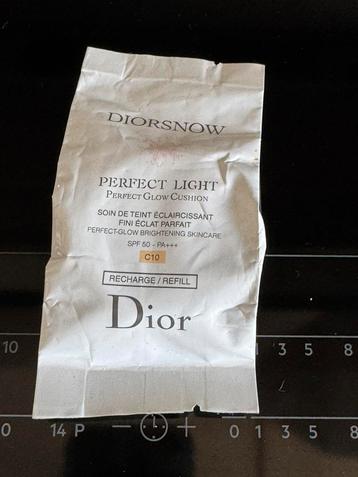 DIORSNOW
PERFECT LIGHT
PERFECT GLOW CUSHION
SOIN DE TEINT ÉCLAIRCISSANT
FINI ÉCLAT PARFAIT
PERFECT-GLOW BRIGHTENING SKINCARE
SPF 50 - PA+++
C10
RECHARGE / REFILL
Dior
10 1 3 5 8
0 14 P − + 0 1 3 5 8